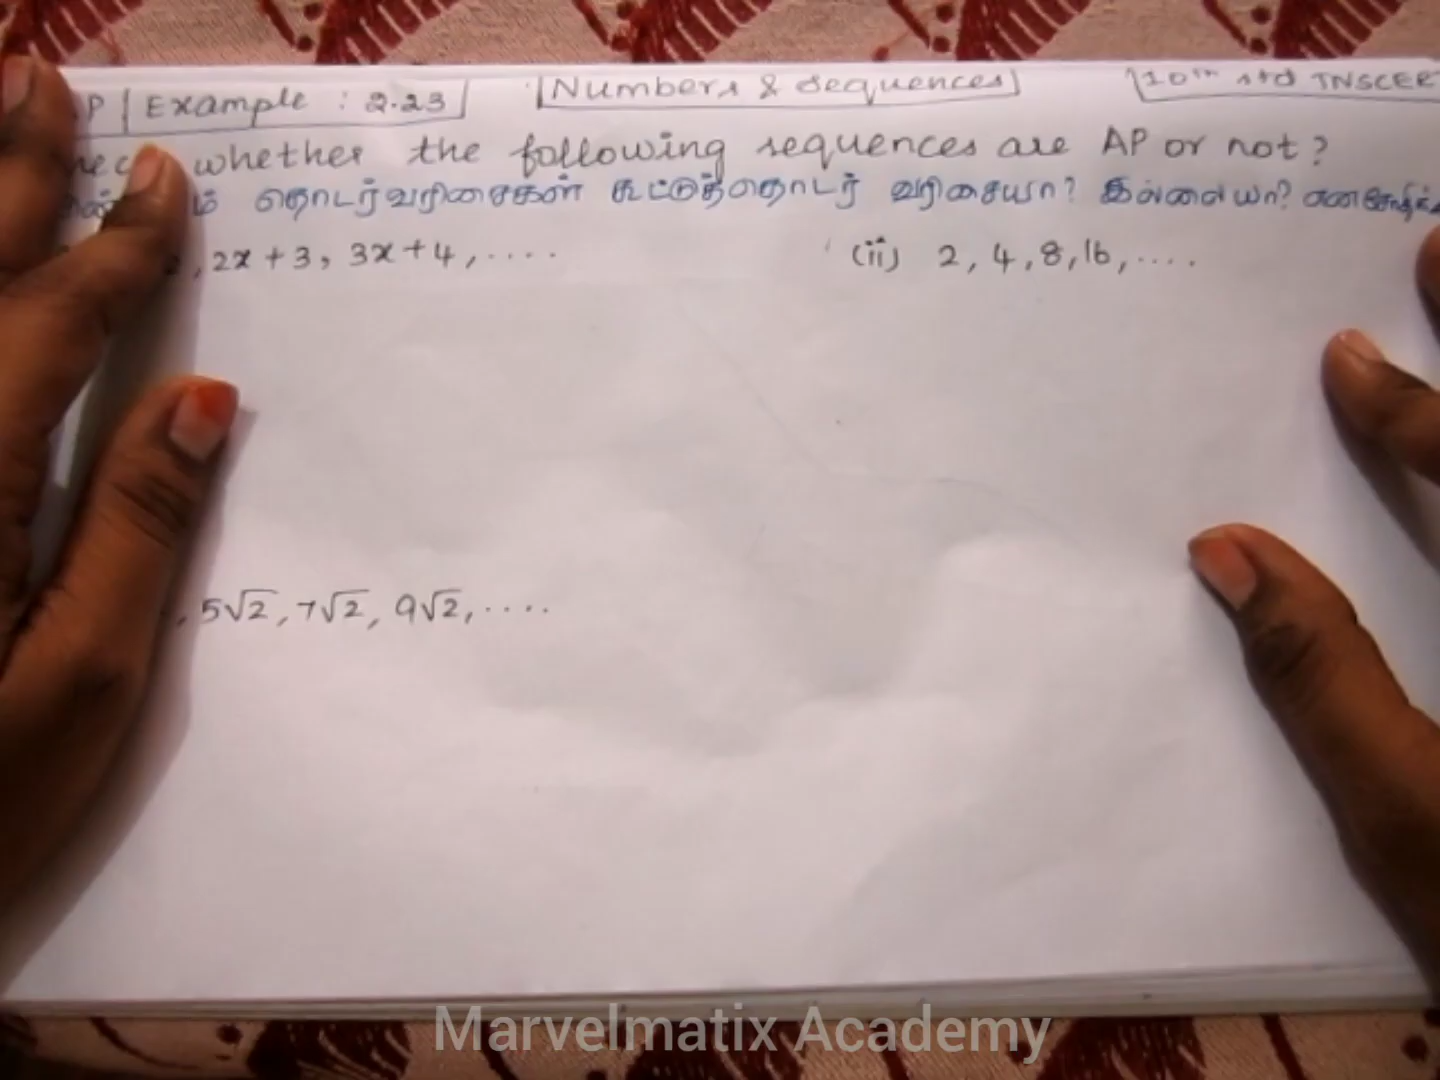 P | Example : 2.23
Numbers & Sequences
10th std TNSCER
whether the following sequences are AP or not?
தொடர்வரிசைகள் கூட்டுத்தொடர் வரிசையா? இல்லையா?
, 2x + 3, 3x + 4, ....
(ii) 2, 4, 8, 16, ....
, 5√2, 7√2, 9√2, ....
Marvelmatix Academy